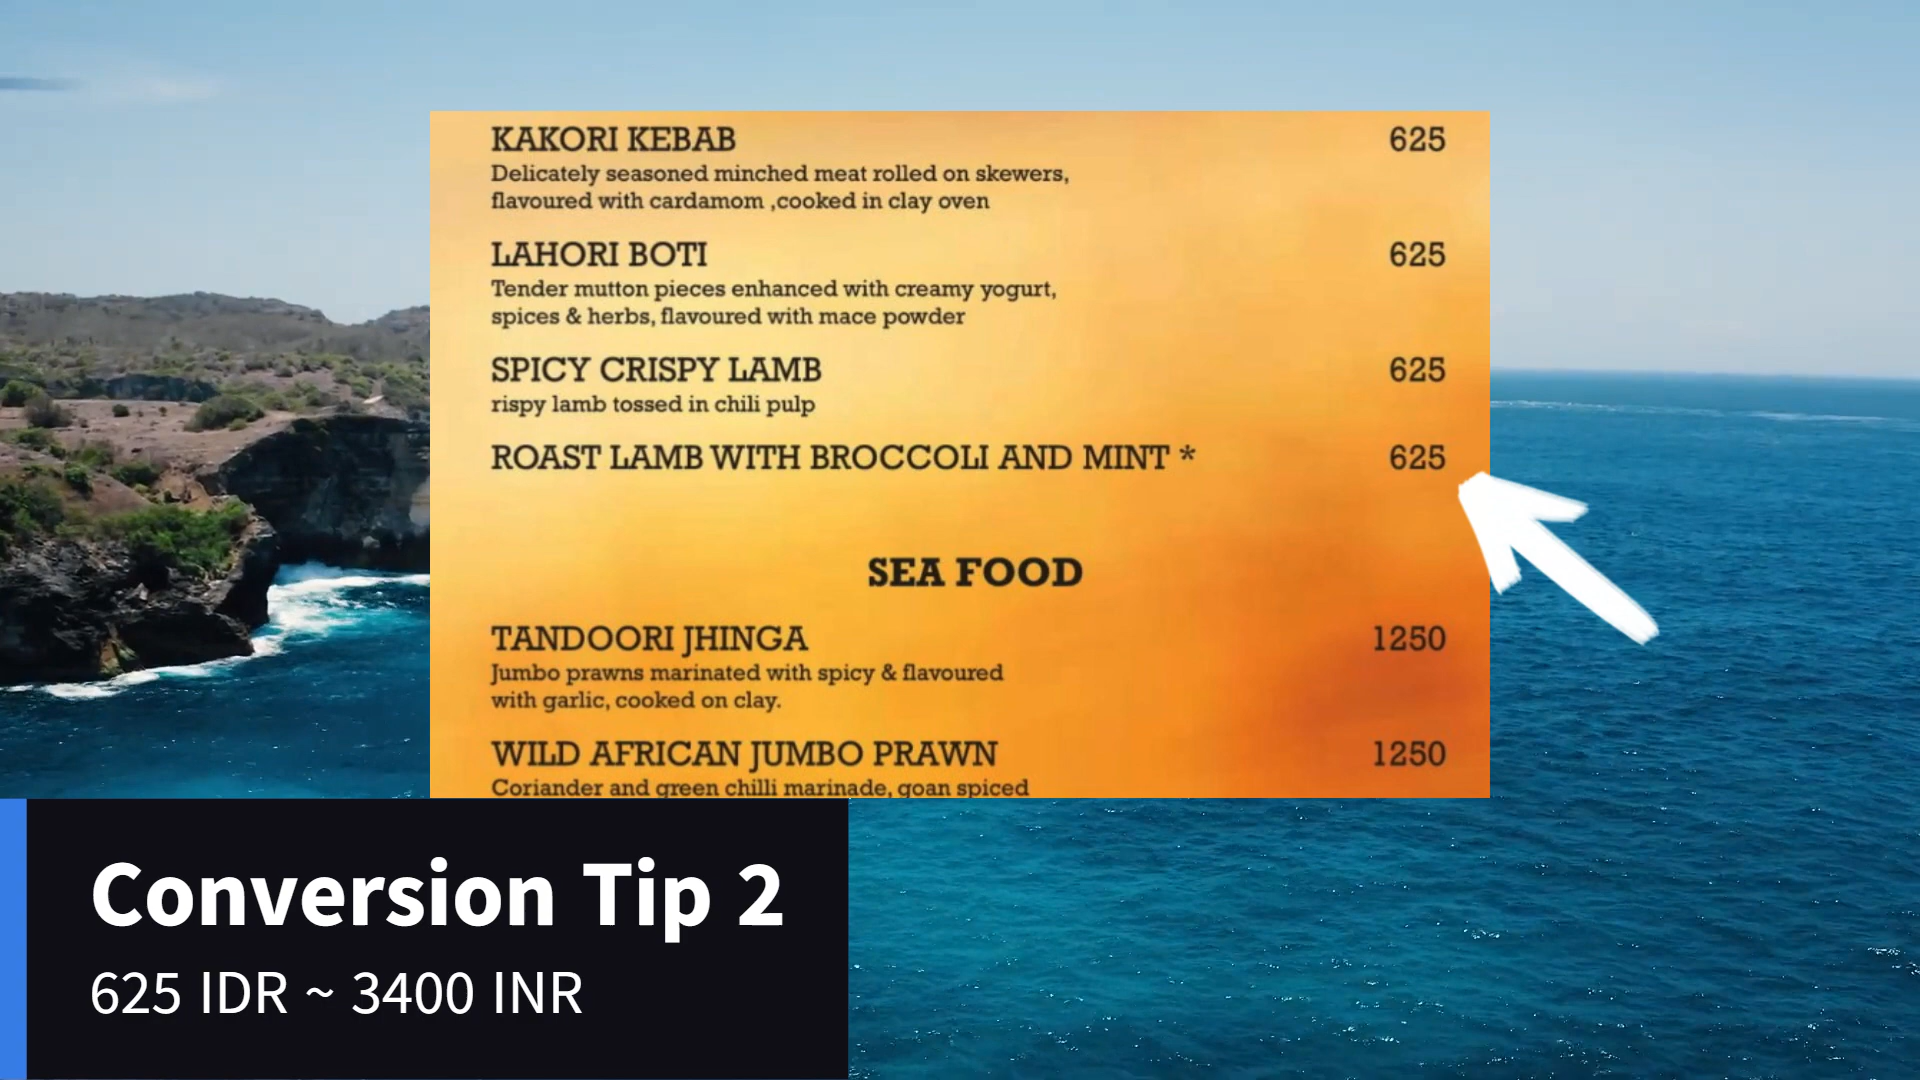 KAKORI KEBAB 625
Delicately seasoned minched meat rolled on skewers,
flavoured with cardamom ,cooked in clay oven
LAHORI BOTI 625
Tender mutton pieces enhanced with creamy yogurt,
spices & herbs, flavoured with mace powder
SPICY CRISPY LAMB 625
rispy lamb tossed in chili pulp
ROAST LAMB WITH BROCCOLI AND MINT * 625
SEA FOOD
TANDOORI JHINGA 1250
Jumbo prawns marinated with spicy & flavoured
with garlic, cooked on clay.
WILD AFRICAN JUMBO PRAWN 1250
Coriander and green chilli marinade, goan spiced
Conversion Tip 2
625 IDR ~ 3400 INR